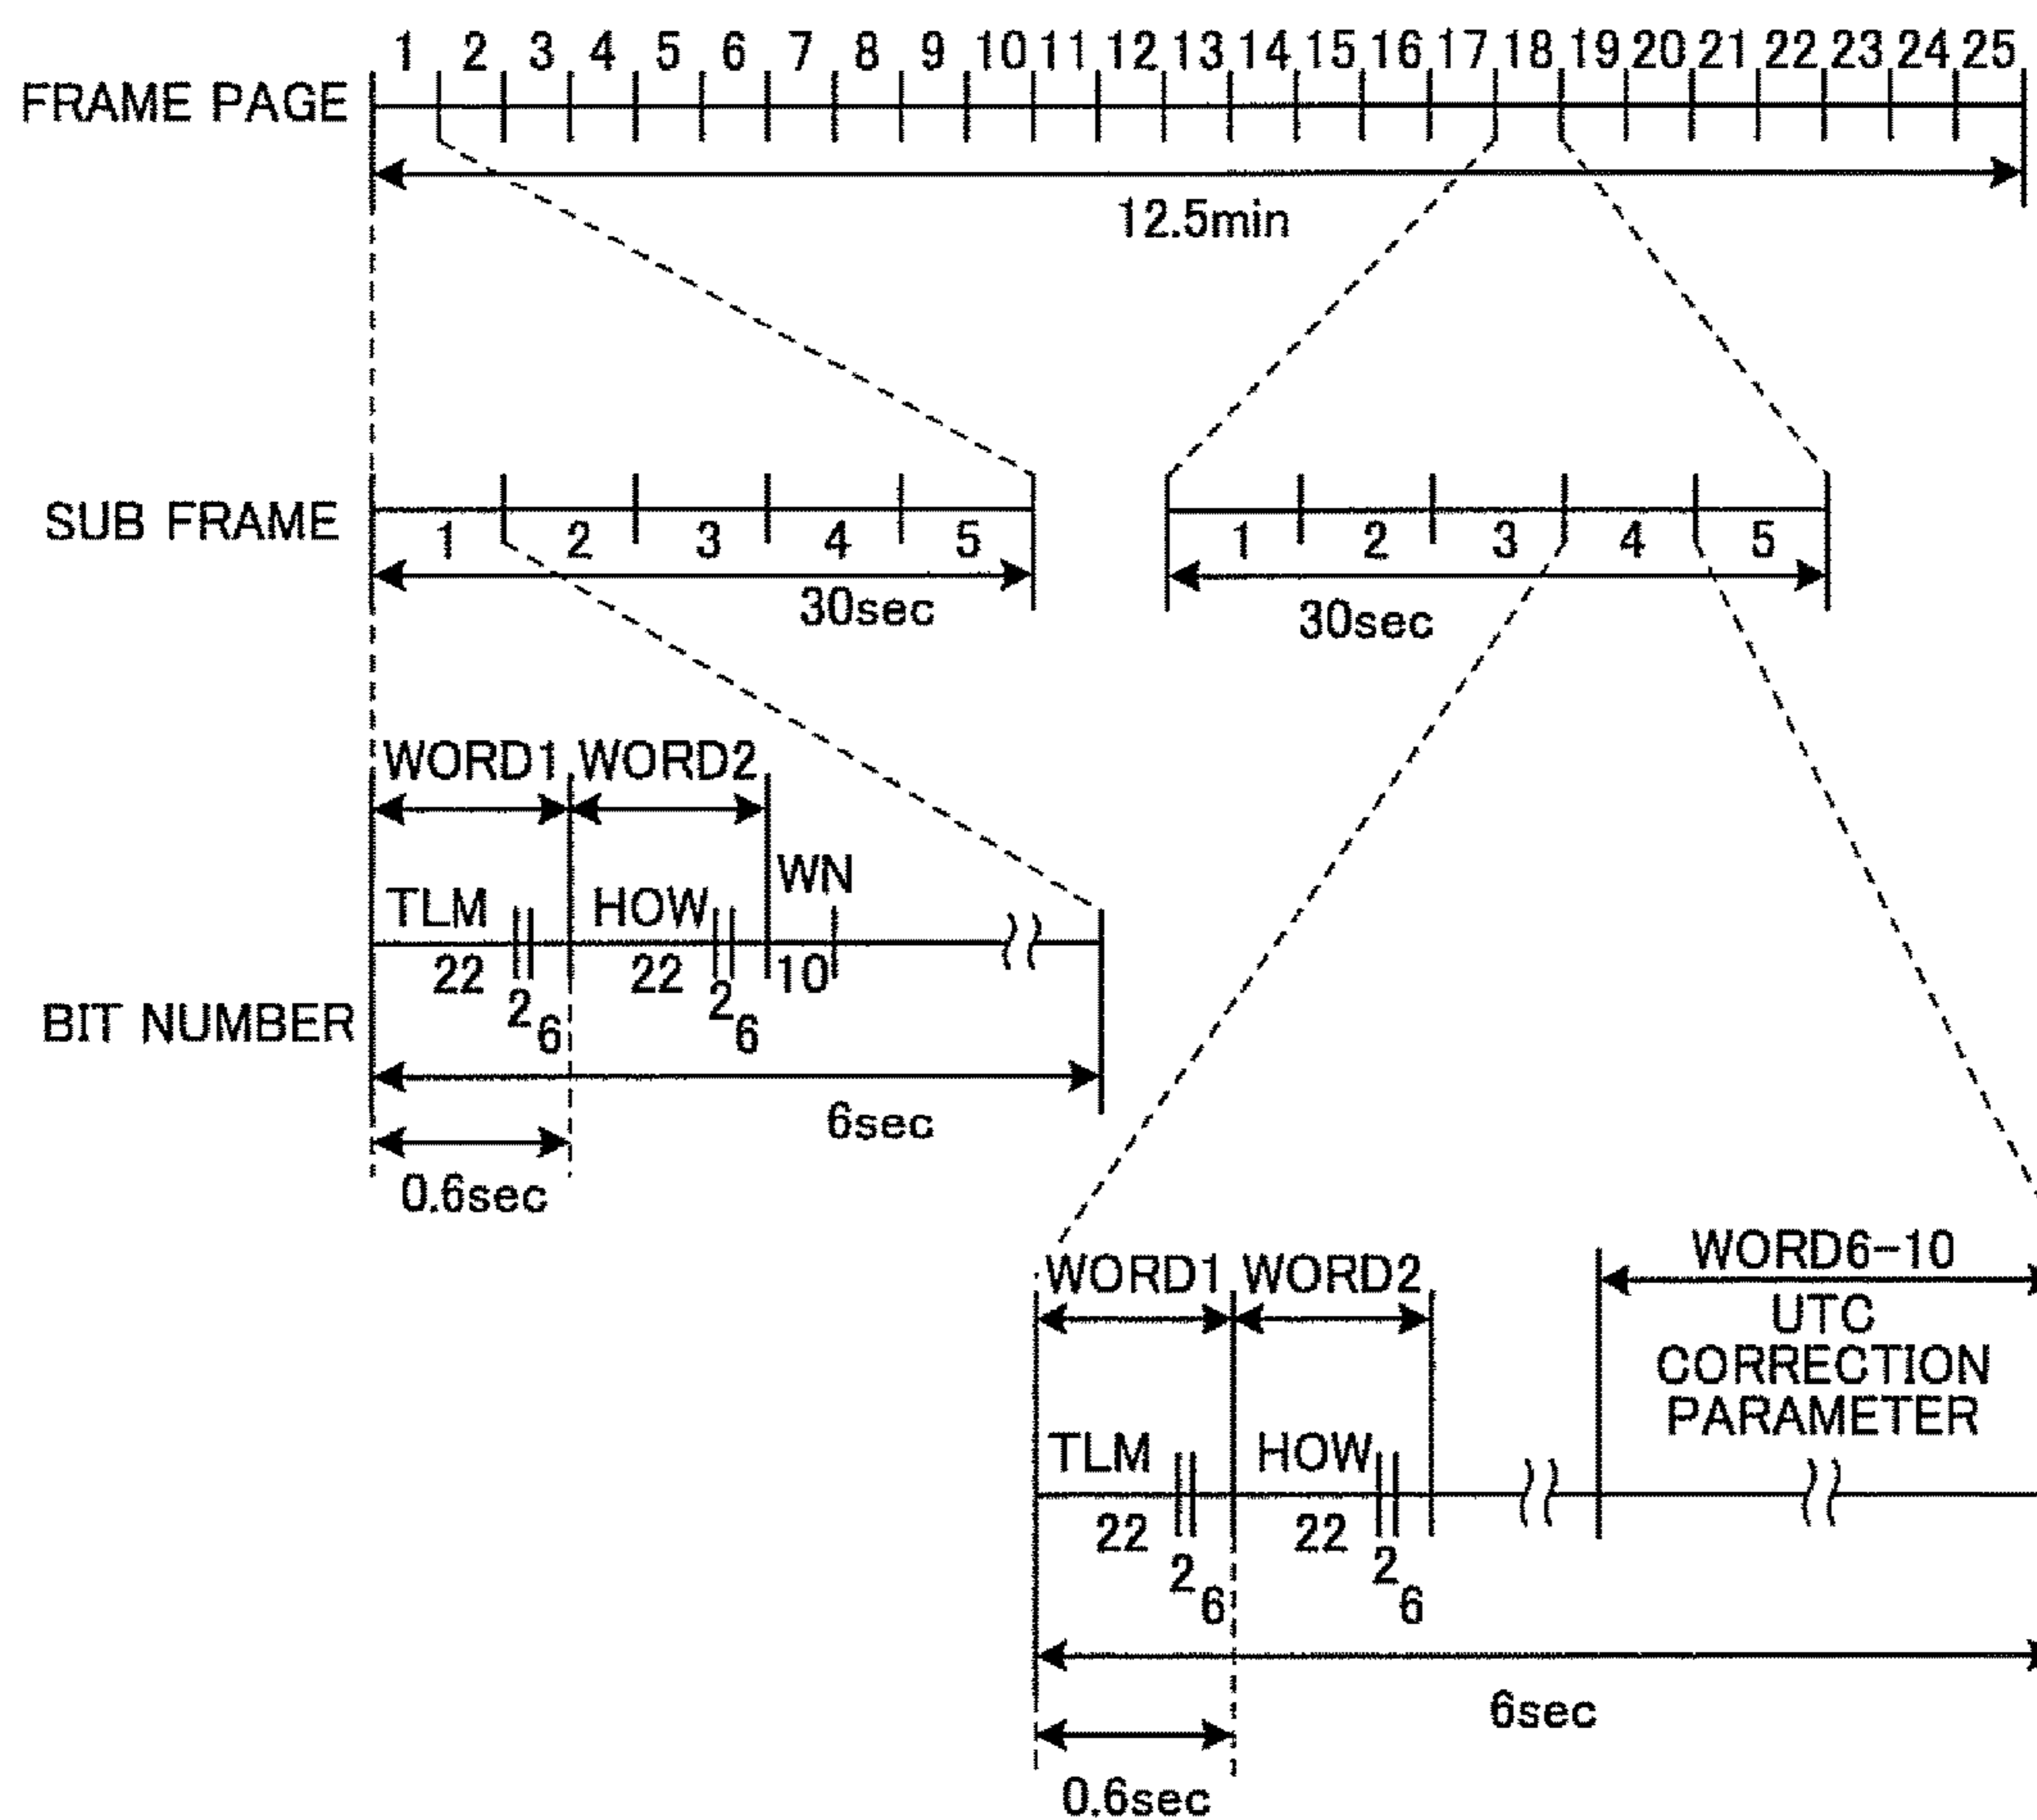 1 2 3 4 5 6 7 8 9 10 11 12 13 14 15 16 17 18 19 20 21 22 23 24 25
FRAME PAGE
12.5min
SUB FRAME
1 2 3 4 5
1 2 3 4 5
30sec
30sec
WORD1 WORD2
WN
TLM HOW
22 2 6 22 2 6 10
BIT NUMBER
6sec
0.6sec
WORD1 WORD2
WORD6-10
UTC
CORRECTION
PARAMETER
TLM HOW
22 2 6 22 2 6
6sec
0.6sec